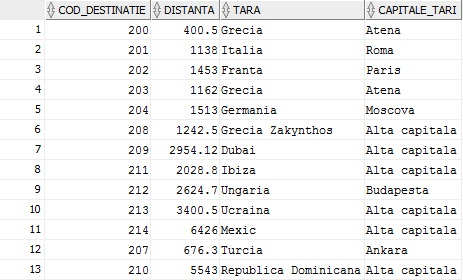 COD_DESTINATIE DISTANTA TARA CAPITALE_TARI
1 200 400.5 Grecia Atena
2 201 1138 Italia Roma
3 202 1453 Franta Paris
4 203 1162 Grecia Atena
5 204 1513 Germania Moscova
6 208 1242.5 Grecia Zakynthos Alta capitala
7 209 2954.12 Dubai Alta capitala
8 211 2028.8 Ibiza Alta capitala
9 212 2624.7 Ungaria Budapesta
10 213 3400.5 Ucraina Alta capitala
11 214 6426 Mexic Alta capitala
12 207 676.3 Turcia Ankara
13 210 5543 Republica Dominicana Alta capitala